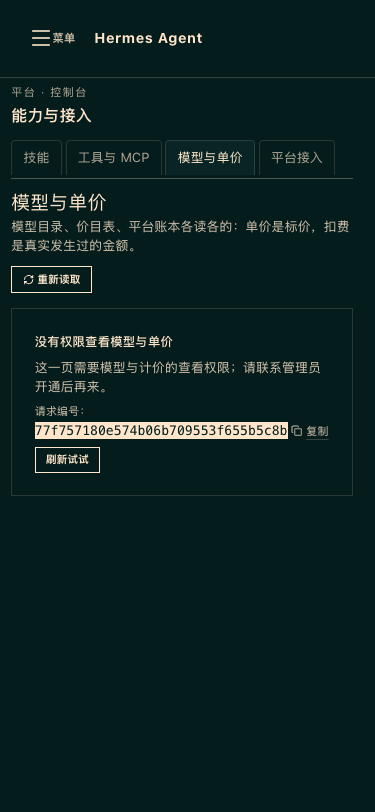 菜单 Hermes Agent
平台 · 控制台
能力与接入
技能 工具与 MCP 模型与单价 平台接入
模型与单价
模型目录、价目表、平台账本各读各的：单价是标价，扣费
是真实发生过的金额。
重新读取
没有权限查看模型与单价
这一页需要模型与计价的查看权限；请联系管理员
开通后再来。
请求编号：
77f757180e574b06b709553f655b5c8b 复制
刷新试试